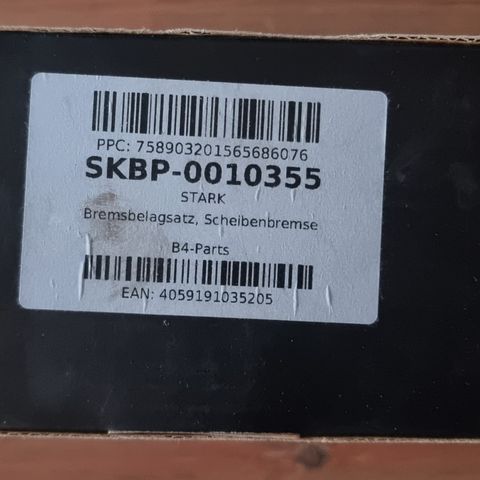 PPC: 758903201565686076
SKBP-0010355
STARK
Bremsbelagsatz, Scheibenbremse
B4-Parts
EAN: 4059191035205